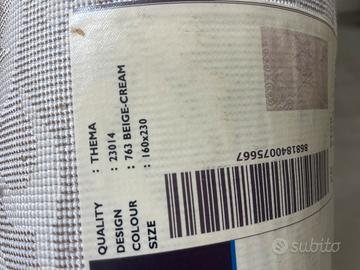 QUALITY : THEMA
DESIGN : 23014
COLOUR : 763 BEIGE-CREAM
SIZE : 160x230
8681840075667
subito